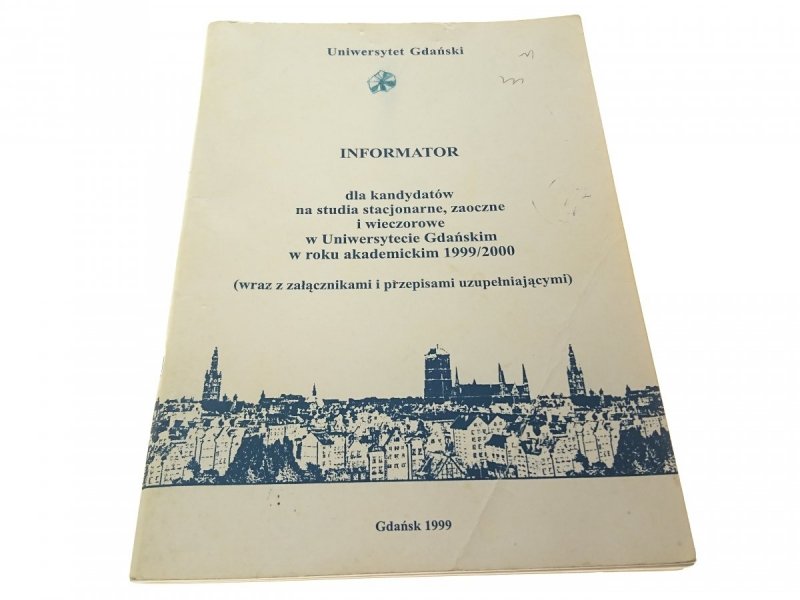 Uniwersytet Gdański
INFORMATOR
dla kandydatów
na studia stacjonarne, zaoczne
i wieczorowe
w Uniwersytecie Gdańskim
w roku akademickim 1999/2000
(wraz z załącznikami i przepisami uzupełniającymi)
Gdańsk 1999